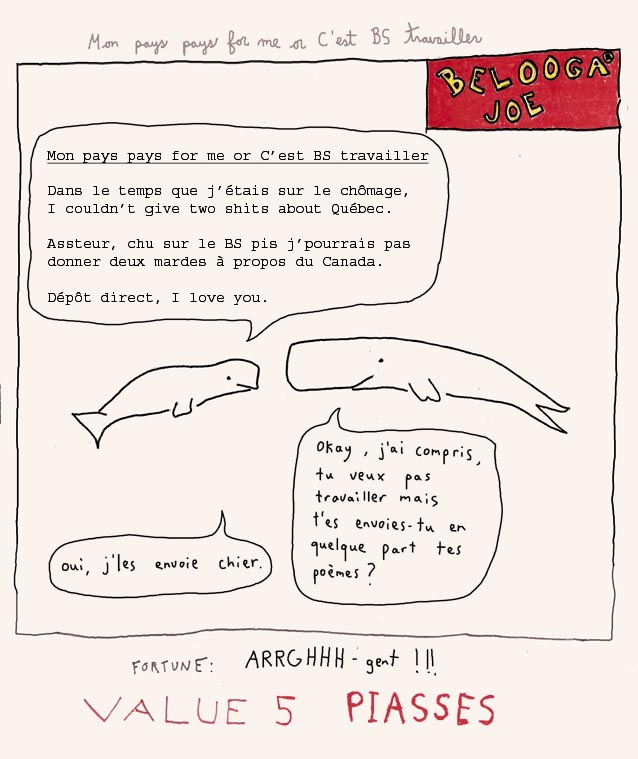 Mon pays pays for me or C'est BS travailler
BELOOGA®
JOE
Mon pays pays for me or C'est BS travailler
Dans le temps que j'étais sur le chômage,
I couldn't give two shits about Québec.
Assteur, chu sur le BS pis j'pourrais pas
donner deux mardes à propos du Canada.
Dépôt direct, I love you.
Okay, j'ai compris,
tu veux pas
travailler mais
t'es envoies-tu en
quelque part tes
poèmes?
oui, j'les envoie chier.
FORTUNE: ARRGHHH-gent !!!
VALUE 5 PIASSES